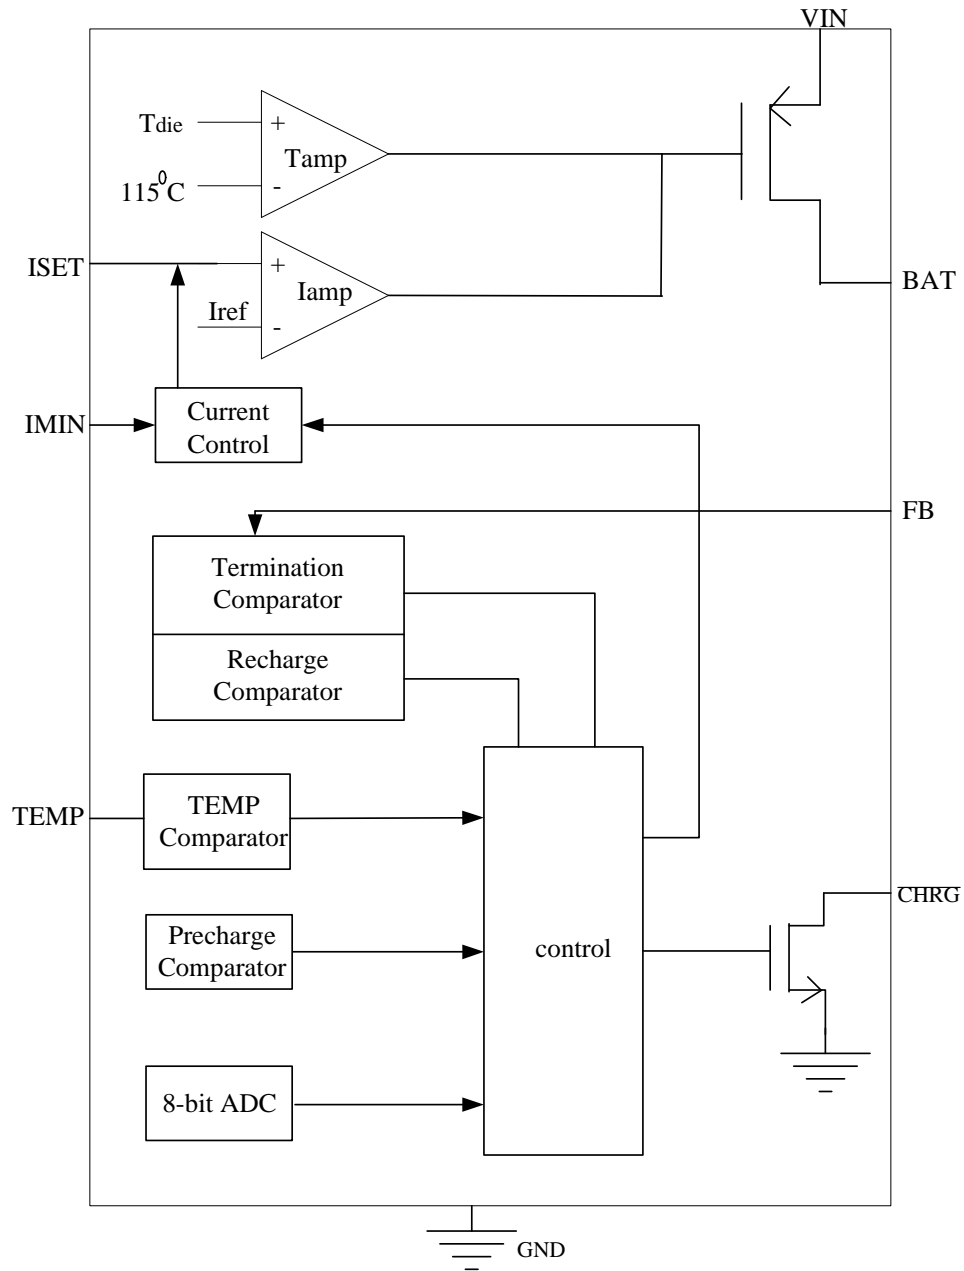 VIN
Tdie
+
Tamp
115⁰C
-
ISET
+
Iamp
BAT
Iref
-
IMIN
Current
Control
FB
Termination
Comparator
Recharge
Comparator
TEMP
TEMP
Comparator
CHRG
Precharge
Comparator
control
8-bit ADC
GND